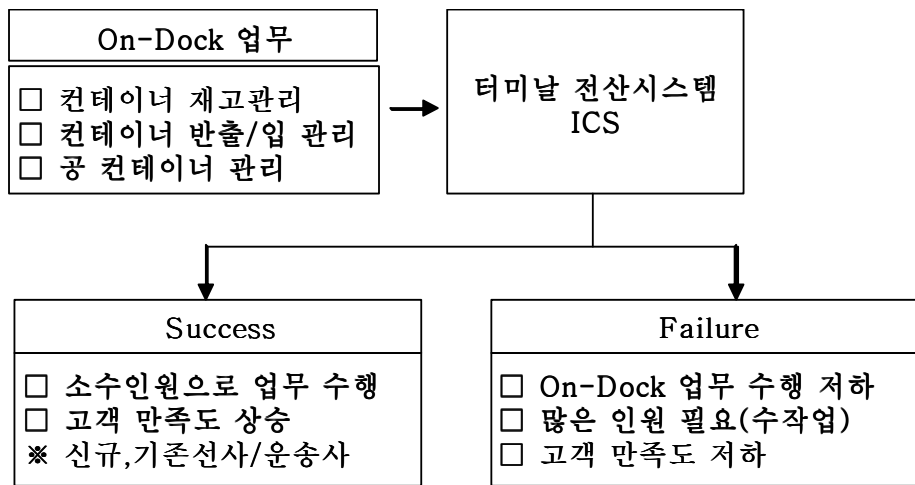 On-Dock 업무
□ 컨테이너 재고관리
□ 컨테이너 반출/입 관리
□ 공 컨테이너 관리
터미날 전산시스템
ICS
Success
□ 소수인원으로 업무 수행
□ 고객 만족도 상승
※ 신규,기존선사/운송사
Failure
□ On-Dock 업무 수행 저하
□ 많은 인원 필요(수작업)
□ 고객 만족도 저하